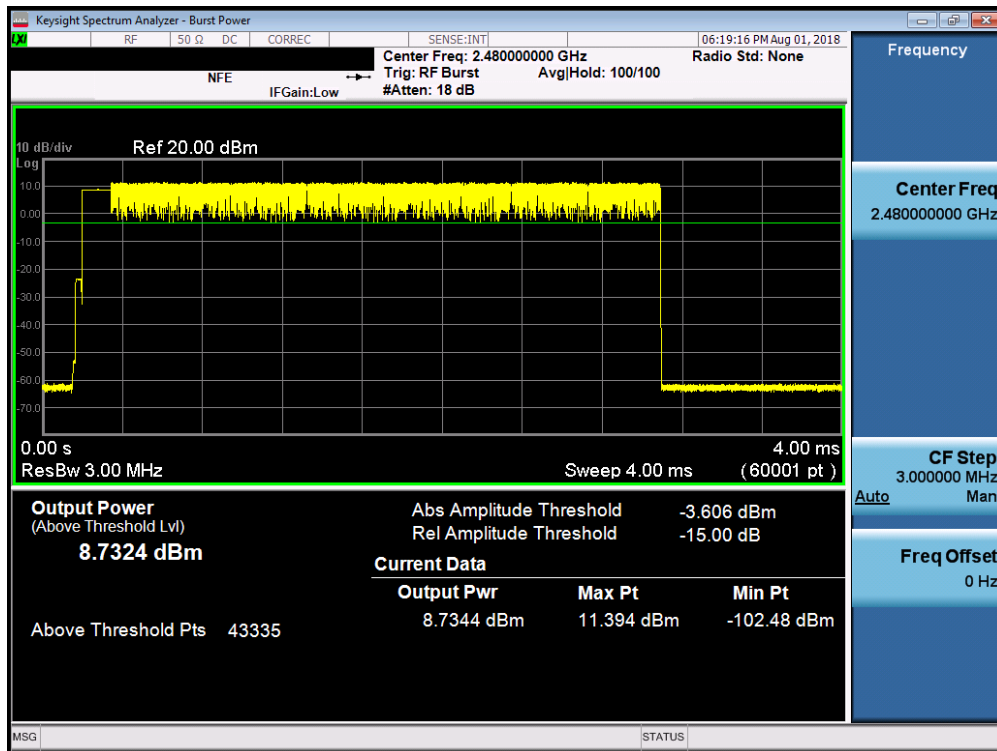 Keysight Spectrum Analyzer - Burst Power
LXI RF 50 Ω DC CORREC SENSE:INT 06:19:16 PM Aug 01, 2018
Center Freq: 2.480000000 GHz Radio Std: None
NFE Trig: RF Burst Avg|Hold: 100/100
IFGain:Low #Atten: 18 dB
10 dB/div Ref 20.00 dBm
Log
10.0
0.00
-10.0
-20.0
-30.0
-40.0
-50.0
-60.0
-70.0
0.00 s 4.00 ms
ResBw 3.00 MHz Sweep 4.00 ms (60001 pt)
Output Power
(Above Threshold Lvl)
8.7324 dBm
Above Threshold Pts 43335
Abs Amplitude Threshold -3.606 dBm
Rel Amplitude Threshold -15.00 dB
Current Data
Output Pwr Max Pt Min Pt
8.7344 dBm 11.394 dBm -102.48 dBm
Frequency
Center Freq
2.480000000 GHz
CF Step
3.000000 MHz
Auto Man
Freq Offset
0 Hz
MSG STATUS